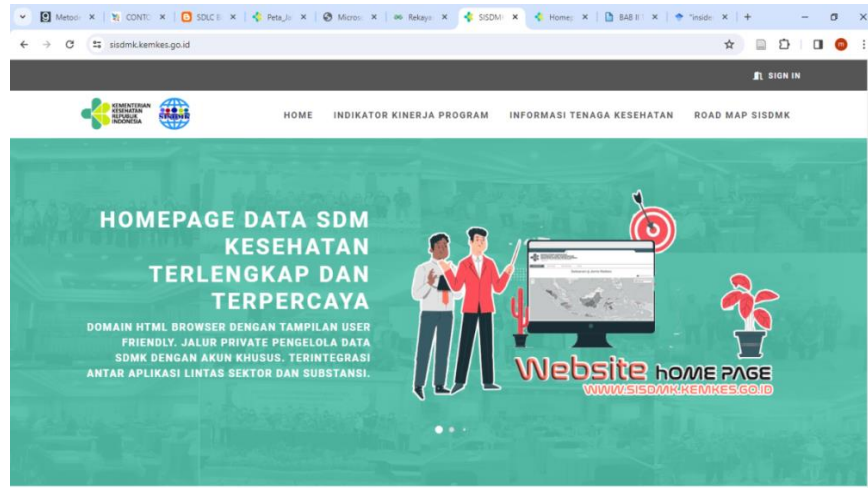 Metod
CONTC
SDLC
Peta_Ja
Micros
Rekaya
SISDM
Home
BAB II
"inside
sisdmk.kemkes.go.id
SIGN IN
KEMENTERIAN
KESEHATAN
REPUBLIK
INDONESIA
SISDMK
HOME
INDIKATOR KINERJA PROGRAM
INFORMASI TENAGA KESEHATAN
ROAD MAP SISDMK
HOMEPAGE DATA SDM
KESEHATAN
TERLENGKAP DAN
TERPERCAYA
DOMAIN HTML BROWSER DENGAN TAMPILAN USER
FRIENDLY. JALUR PRIVATE PENGELOLA DATA
SDMK DENGAN AKUN KHUSUS. TERINTEGRASI
ANTAR APLIKASI LINTAS SEKTOR DAN SUBSTANSI.
Website HOME PAGE
WWW.SISDMK.KEMKES.GO.ID